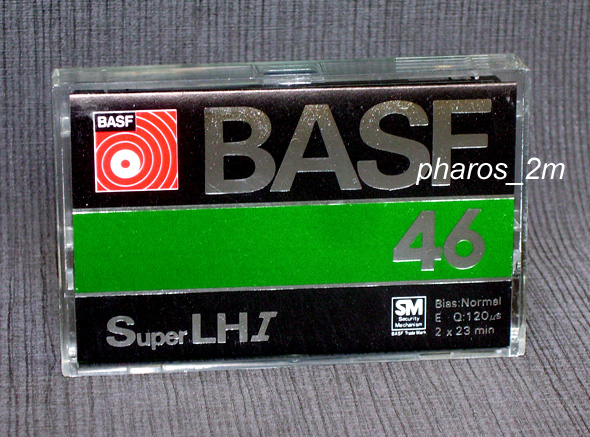 BASF
BASF
pharos_2m
46
Super LH I
SM
Security
Mechanism
BASF Trade Mark
Bias:Normal
E Q:120µs
2 x 23 min